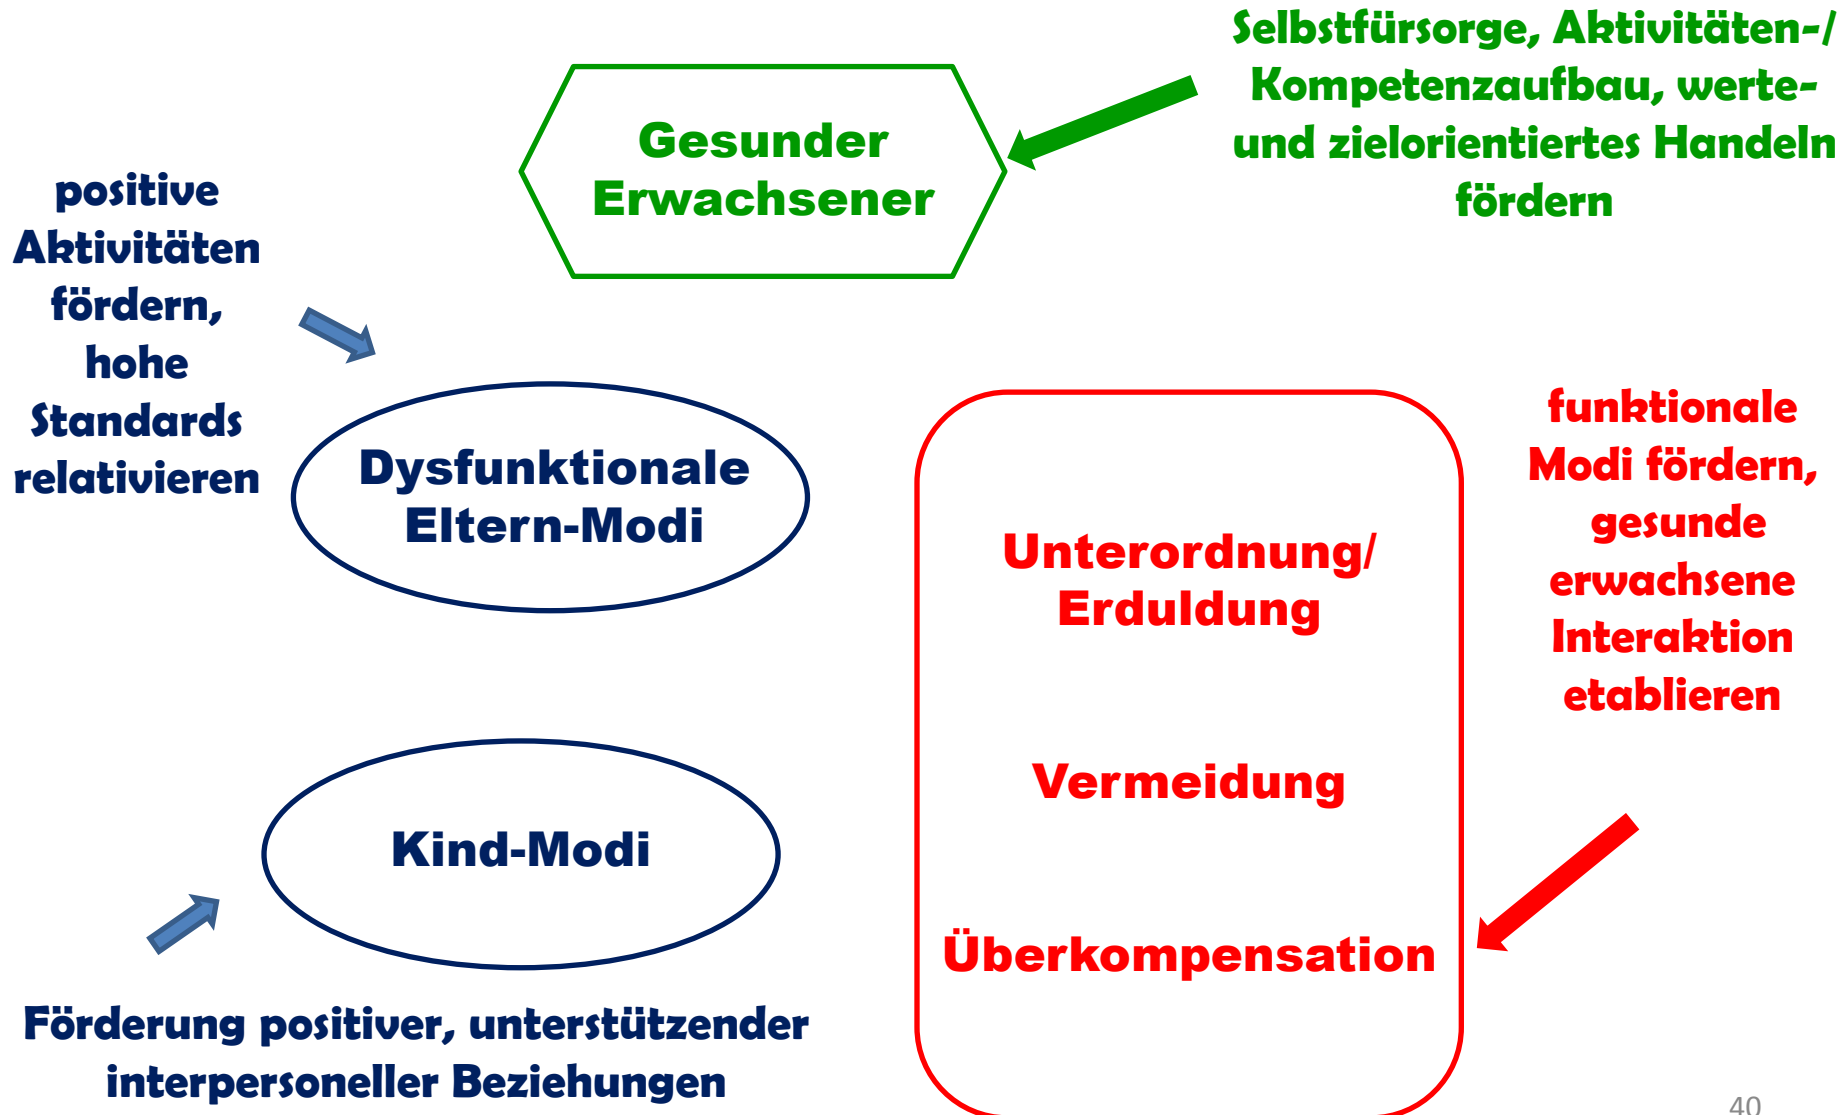 Selbstfürsorge, Aktivitäten-/
Kompetenzaufbau, werte-
und zielorientiertes Handeln
fördern
Gesunder
Erwachsener
positive
Aktivitäten
fördern,
hohe
Standards
relativieren
Dysfunktionale
Eltern-Modi
Unterordnung/
Erduldung
Vermeidung
Überkompensation
funktionale
Modi fördern,
gesunde
erwachsene
Interaktion
etablieren
Kind-Modi
Förderung positiver, unterstützender
interpersoneller Beziehungen
40